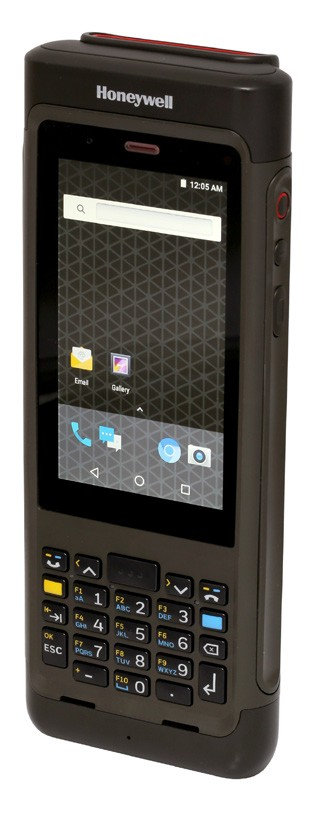 Honeywell
12:05 AM
Email
Gallery
F1
aA 1
F2
ABC 2
F3
DEF 3
F4
GHI 4
F5
JKL 5
F6
MNO 6
OK
ESC
F7
PQRS 7
F8
TUV 8
F9
WXYZ 9
+
-
F10
0
.